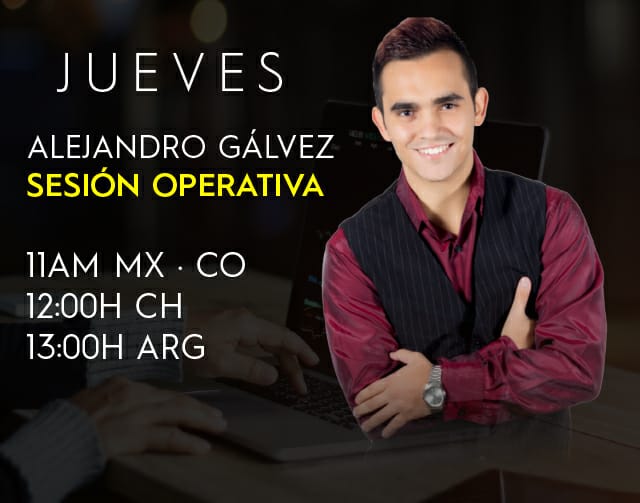 JUEVES
ALEJANDRO GÁLVEZ
SESIÓN OPERATIVA
11AM MX · CO
12:00H CH
13:00H ARG